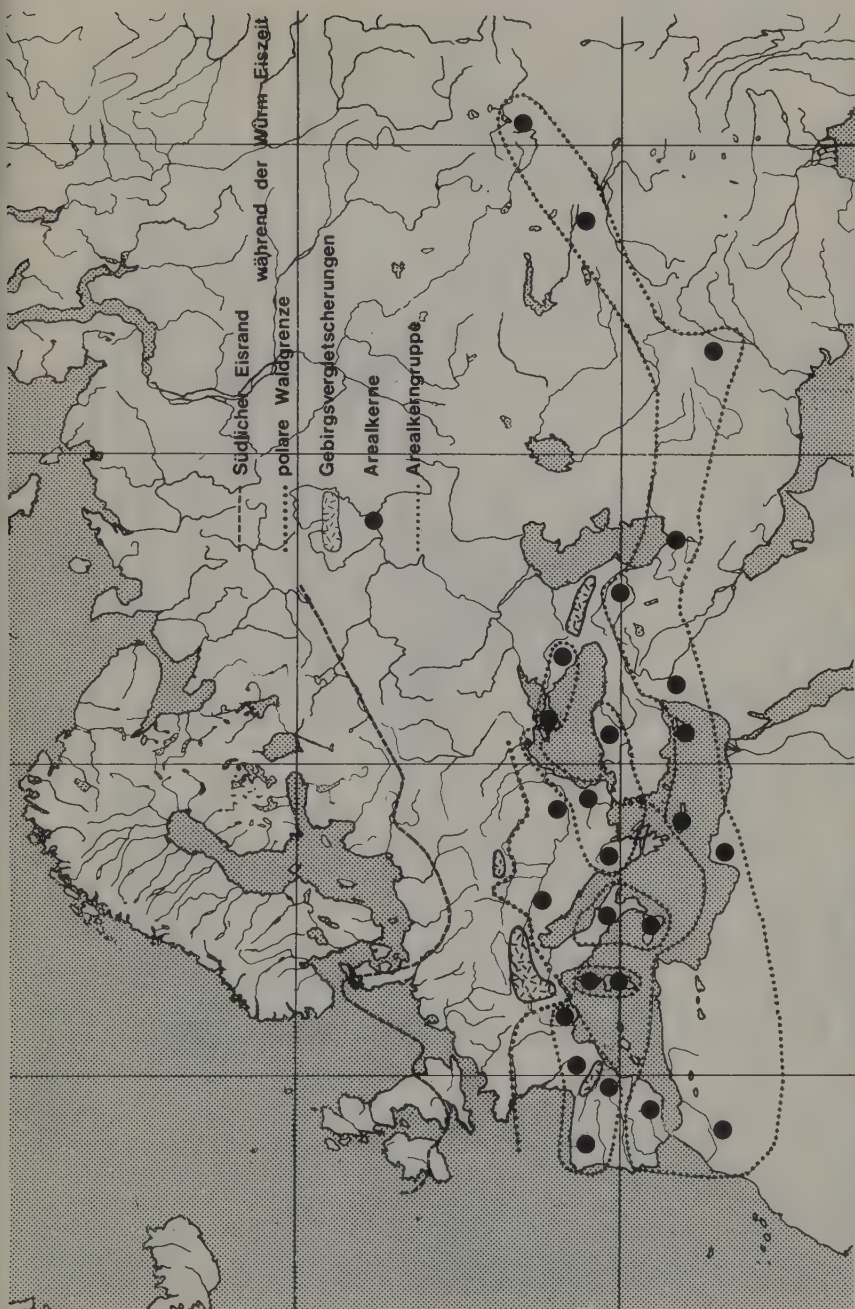 Südlicher Eisrand
während der Würm-Eiszeit
polare Waldgrenze
Gebirgsvergletscherungen
Arealkerne
Arealkerngruppe